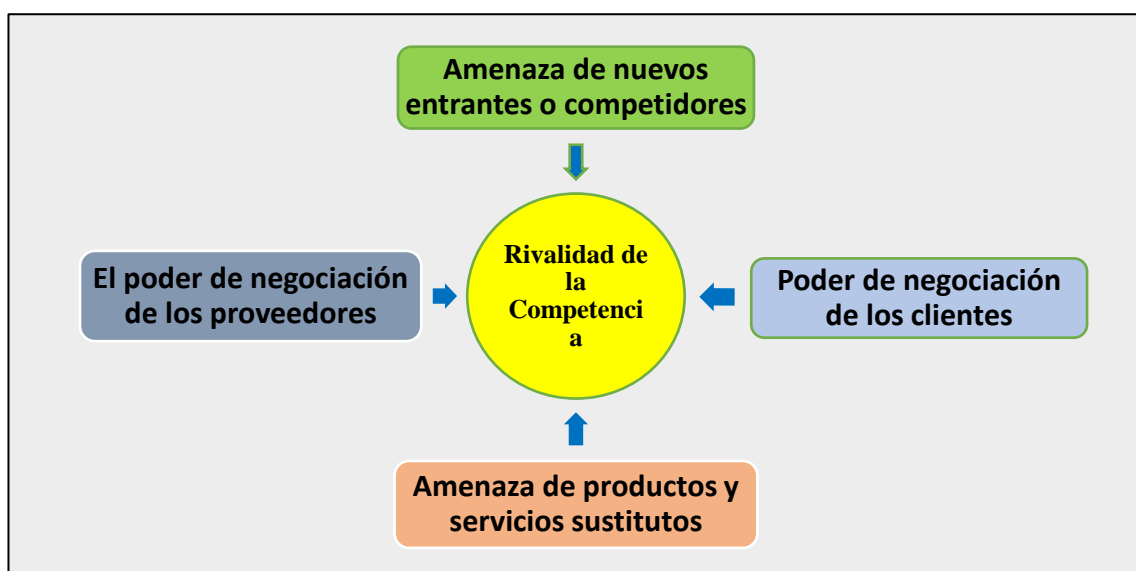 Amenaza de nuevos
entrantes o competidores
El poder de negociación
de los proveedores
Rivalidad de
la
Competenci
a
Poder de negociación
de los clientes
Amenaza de productos y
servicios sustitutos